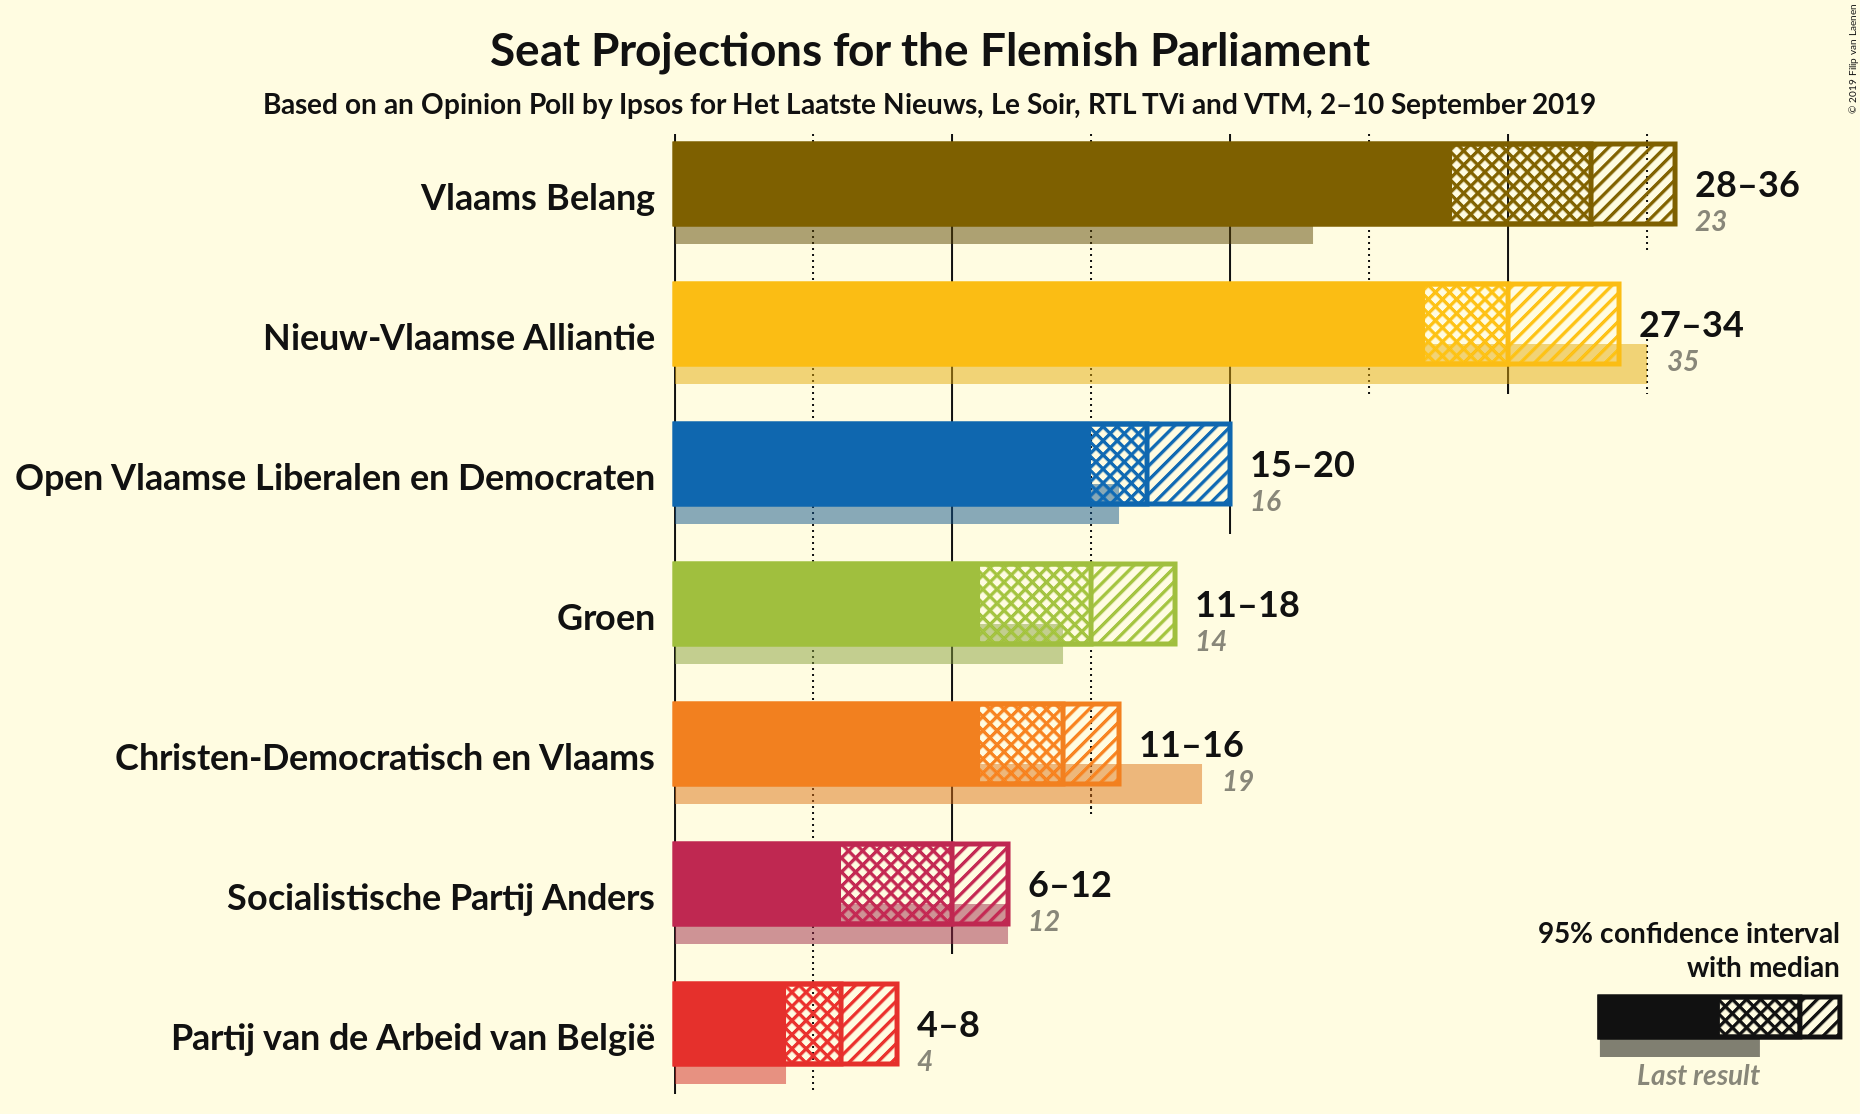 © 2019 Filip van Laenen
Seat Projections for the Flemish Parliament
Based on an Opinion Poll by Ipsos for Het Laatste Nieuws, Le Soir, RTL TVi and VTM, 2–10 September 2019
Vlaams Belang
28–36
23
Nieuw-Vlaamse Alliantie
27–34
35
Open Vlaamse Liberalen en Democraten
15–20
16
Groen
11–18
14
Christen-Democratisch en Vlaams
11–16
19
Socialistische Partij Anders
6–12
12
Partij van de Arbeid van België
4–8
4
95% confidence interval
with median
Last result